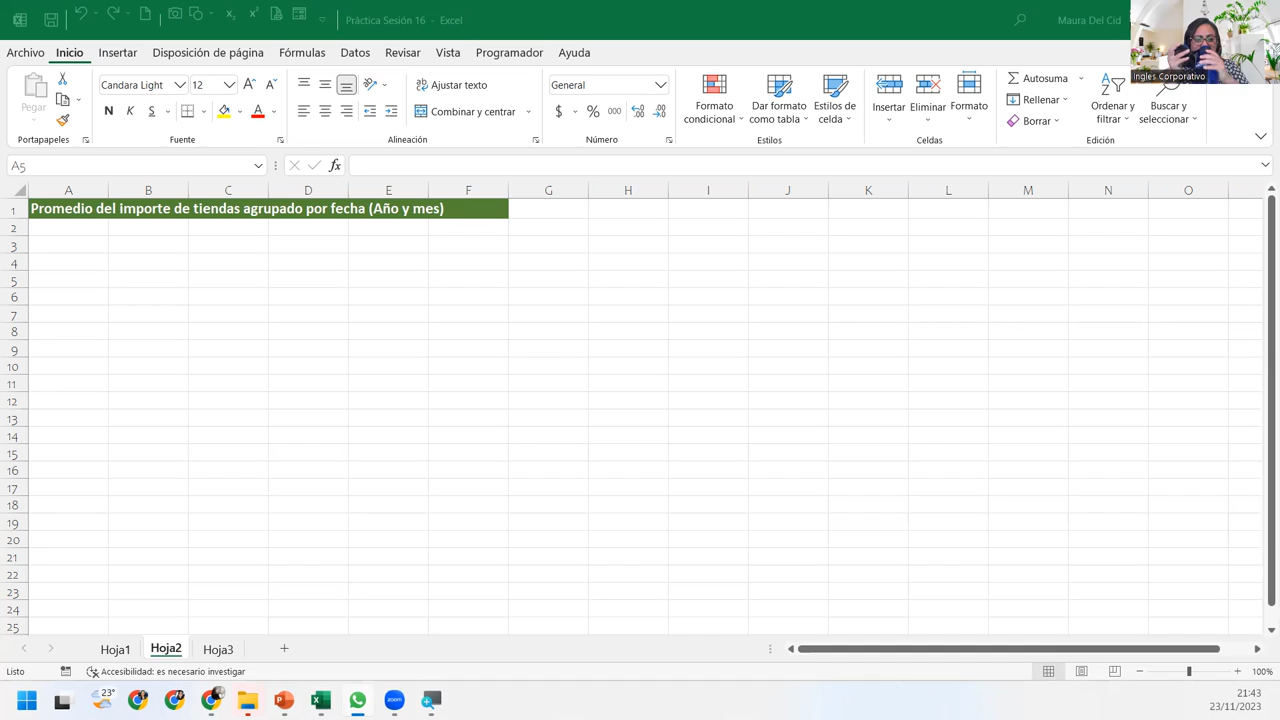 Práctica Sesión 16 - Excel
Maura Del Cid
Archivo Inicio Insertar Disposición de página Fórmulas Datos Revisar Vista Programador Ayuda
Ingles Corporativo
Pegar
Candara Light 12
N K S A
Ajustar texto
Combinar y centrar
General
$ % 000
Formato condicional
Dar formato como tabla
Estilos de celda
Insertar
Eliminar
Formato
Autosuma
Rellenar
Borrar
Ordenar y filtrar
Buscar y seleccionar
Portapapeles Fuente Alineación Número Estilos Celdas Edición
A5 fx
A B C D E F G H I J K L M N O
1 Promedio del importe de tiendas agrupado por fecha (Año y mes)
2
3
4
5
6
7
8
9
10
11
12
13
14
15
16
17
18
19
20
21
22
23
24
25
Hoja1 Hoja2 Hoja3 +
Listo Accesibilidad: es necesario investigar 100%
23° zoom 21:43
23/11/2023